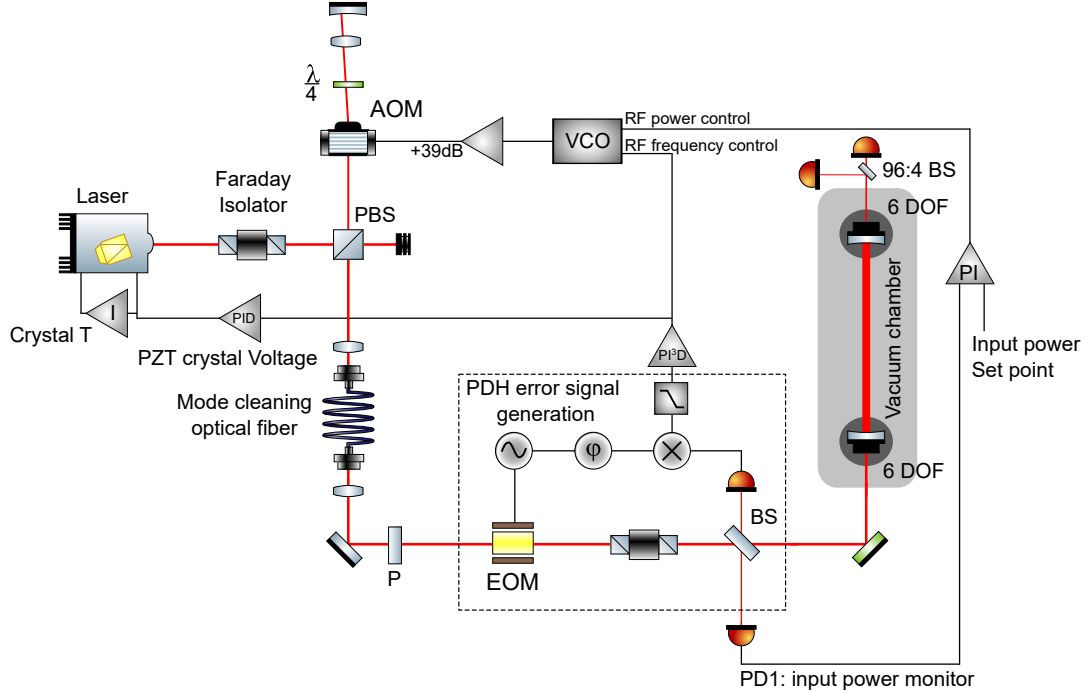 λ
4
AOM
+39dB
VCO
RF power control
RF frequency control
96:4 BS
6 DOF
Laser
Faraday
Isolator
PBS
Vacuum chamber
PI
I
PID
Crystal T
PZT crystal Voltage
Input power
Set point
PI³D
Mode cleaning
optical fiber
PDH error signal
generation
φ
6 DOF
BS
P
EOM
PD1: input power monitor